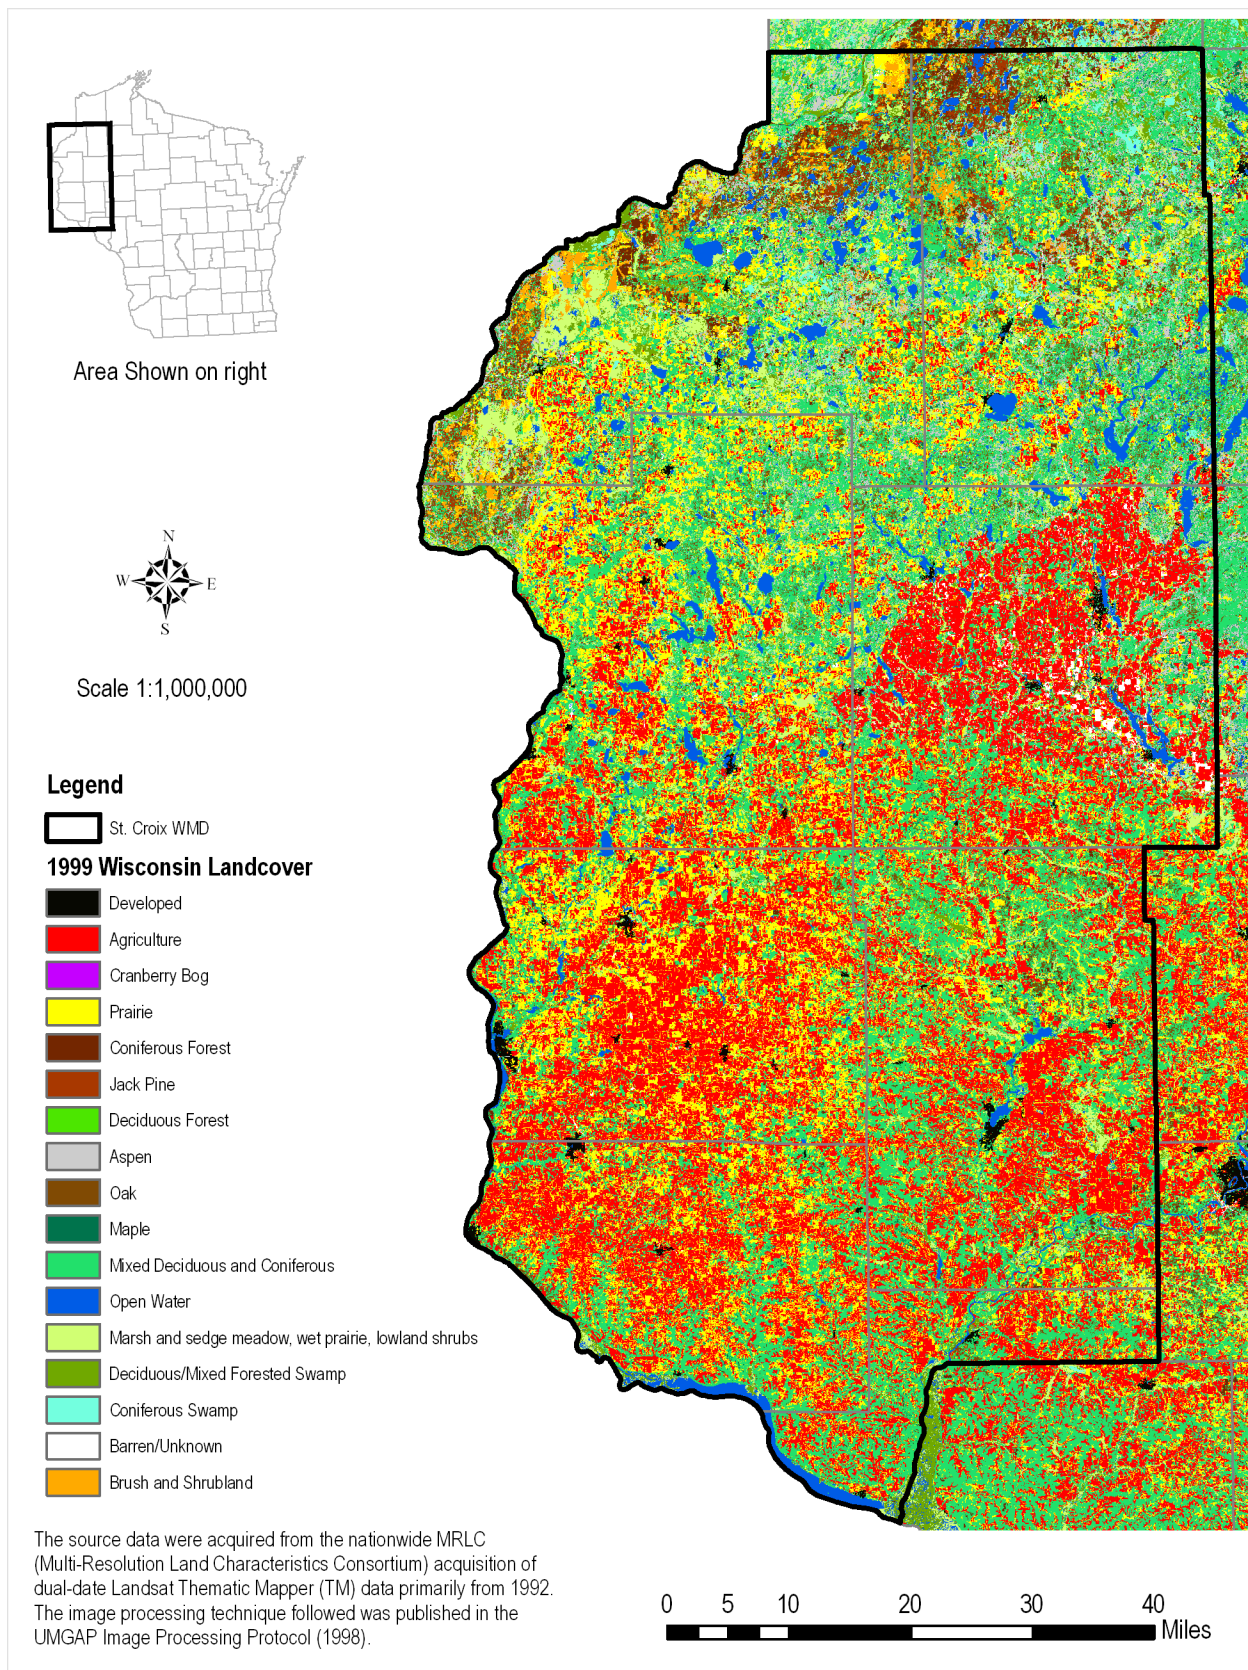 Area Shown on right
N
W
E
S
Scale 1:1,000,000
Legend
St. Croix WMD
1999 Wisconsin Landcover
Developed
Agriculture
Cranberry Bog
Prairie
Coniferous Forest
Jack Pine
Deciduous Forest
Aspen
Oak
Maple
Mixed Deciduous and Coniferous
Open Water
Marsh and sedge meadow, wet prairie, lowland shrubs
Deciduous/Mixed Forested Swamp
Coniferous Swamp
Barren/Unknown
Brush and Shrubland
The source data were acquired from the nationwide MRLC
(Multi-Resolution Land Characteristics Consortium) acquisition of
dual-date Landsat Thematic Mapper (TM) data primarily from 1992.
The image processing technique followed was published in the
UMGAP Image Processing Protocol (1998).
0 5 10 20 30 40
Miles